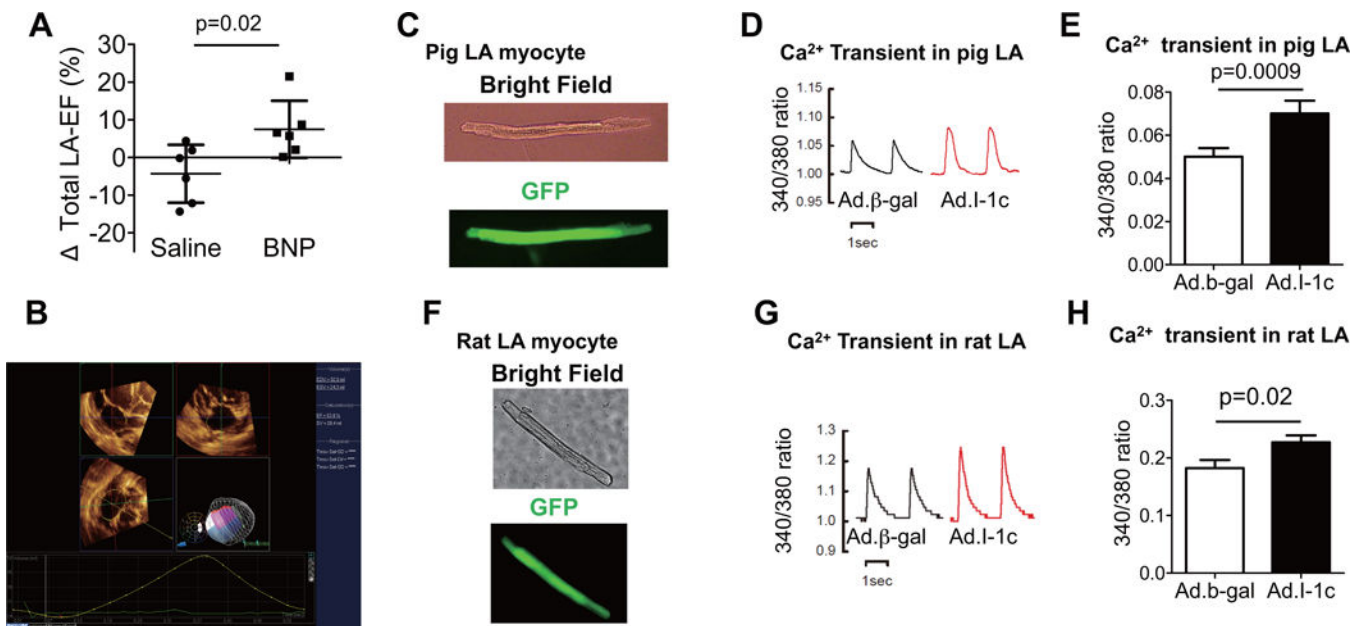 A
p=0.02
Δ Total LA-EF (%)
30
20
10
0
-10
-20
Saline
BNP
B
C
Pig LA myocyte
Bright Field
GFP
D
Ca²⁺ Transient in pig LA
340/380 ratio
1.15
1.10
1.05
1.00
0.95
Ad.β-gal
Ad.I-1c
1sec
E
Ca²⁺ transient in pig LA
p=0.0009
340/380 ratio
0.08
0.06
0.04
0.02
0.00
Ad.b-gal
Ad.I-1c
F
Rat LA myocyte
Bright Field
GFP
G
Ca²⁺ Transient in rat LA
340/380 ratio
1.3
1.2
1.1
1.0
0.9
Ad.β-gal
Ad.I-1c
1sec
H
Ca²⁺ transient in rat LA
p=0.02
340/380 ratio
0.3
0.2
0.1
0.0
Ad.b-gal
Ad.I-1c